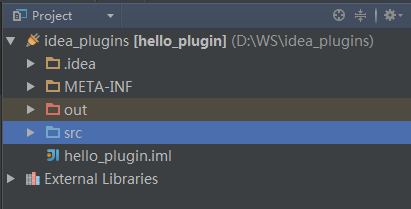 Project
idea_plugins [hello_plugin] (D:\WS\idea_plugins)
.idea
META-INF
out
src
hello_plugin.iml
External Libraries